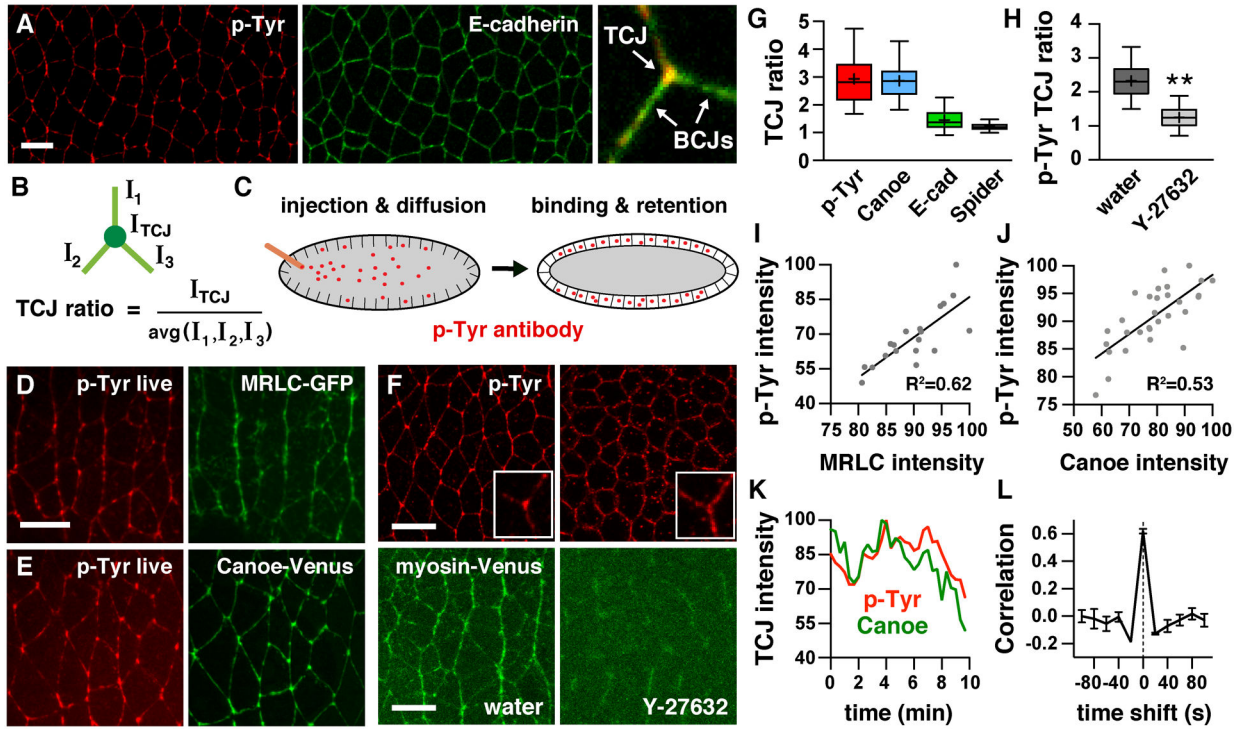 A
p-Tyr
E-cadherin
TCJ
BCJs
B
I1
ITCJ
I2
I3
TCJ ratio = ITCJ
avg(I1,I2,I3)
C
injection & diffusion
binding & retention
p-Tyr antibody
D
p-Tyr live
MRLC-GFP
E
p-Tyr live
Canoe-Venus
F
p-Tyr
myosin-Venus
water
Y-27632
G
TCJ ratio
5
4
3
2
1
0
p-Tyr
Canoe
E-cad
Spider
H
p-Tyr TCJ ratio
4
3
2
1
0
**
water
Y-27632
I
p-Tyr intensity
100
85
70
55
40
R²=0.62
75 80 85 90 95 100
MRLC intensity
J
p-Tyr intensity
100
95
90
85
80
75
R²=0.53
50 60 70 80 90 100
Canoe intensity
K
TCJ intensity
100
85
70
55
40
p-Tyr
Canoe
0 2 4 6 8 10
time (min)
L
Correlation
0.6
0.4
0.2
0.0
-0.2
-80 -40 0 40 80
time shift (s)